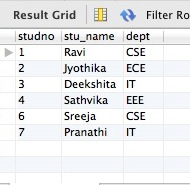 Result Grid Filter Ro
studno stu_name dept
1 Ravi CSE
2 Jyothika ECE
3 Deekshita IT
4 Sathvika EEE
6 Sreeja CSE
7 Pranathi IT